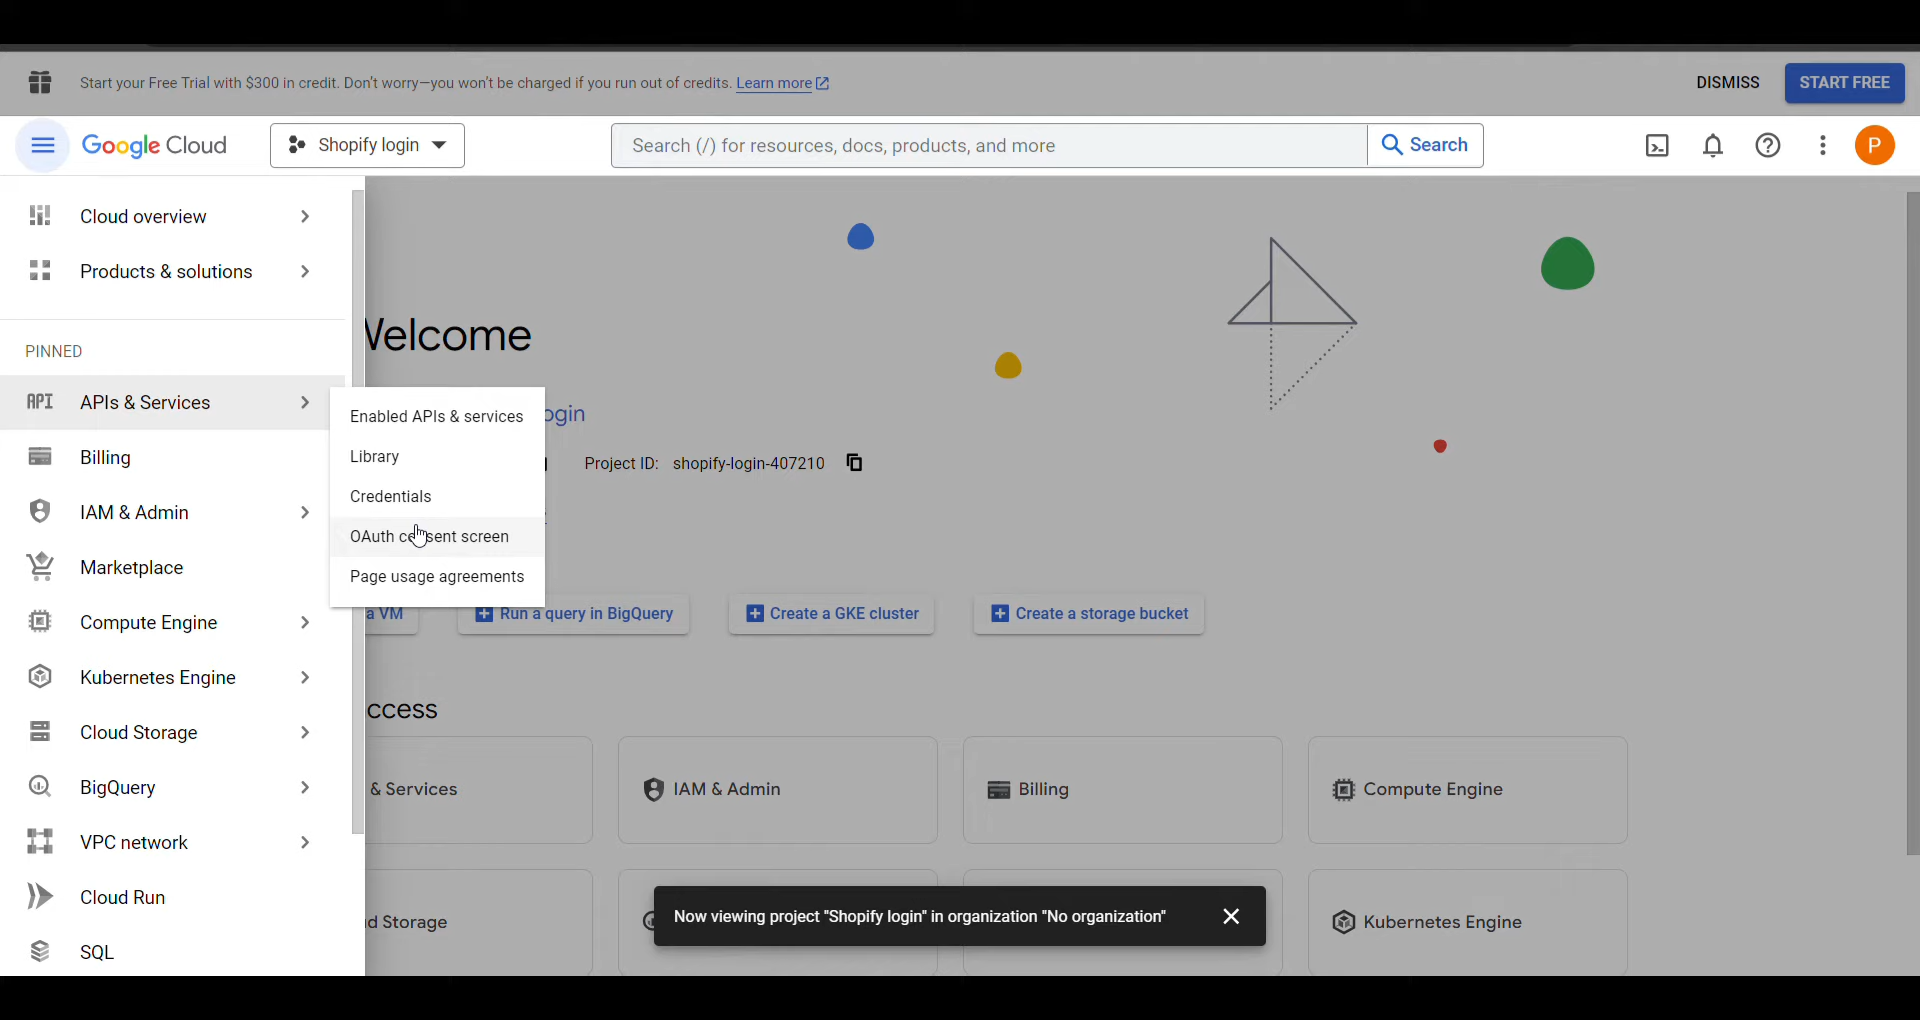 Start your Free Trial with $300 in credit. Don't worry—you won't be charged if you run out of credits. Learn more
DISMISS
START FREE
Google Cloud
Shopify login
Search (/) for resources, docs, products, and more
Search
P
Cloud overview
Products & solutions
PINNED
API
APIs & Services
Billing
IAM & Admin
Marketplace
Compute Engine
Kubernetes Engine
Cloud Storage
BigQuery
VPC network
Cloud Run
SQL
Enabled APIs & services
Library
Credentials
OAuth screen
Page usage agreements
Welcome
ogin
Project ID: shopify-login-407210
a VM
Run a query in BigQuery
Create a GKE cluster
Create a storage bucket
ccess
& Services
IAM & Admin
Billing
Compute Engine
d Storage
Kubernetes Engine
Now viewing project "Shopify login" in organization "No organization"